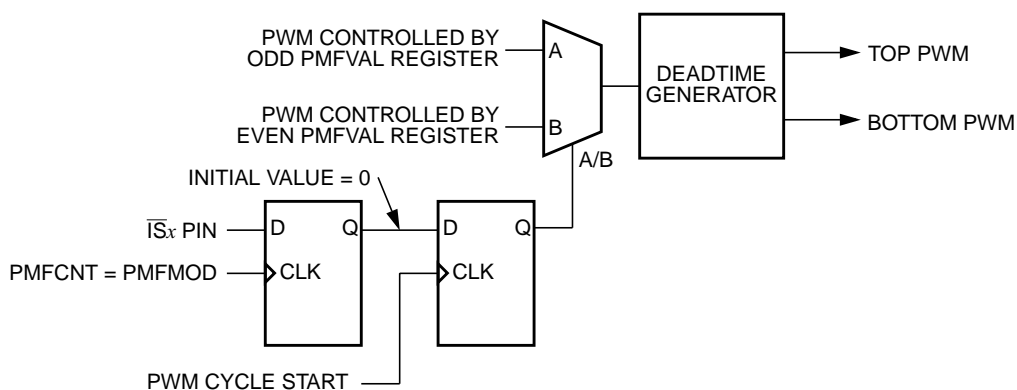 PWM CONTROLLED BY
ODD PMFVAL REGISTER
A
DEADTIME
GENERATOR
TOP PWM
PWM CONTROLLED BY
EVEN PMFVAL REGISTER
B
BOTTOM PWM
A/B
INITIAL VALUE = 0
I̅S̅x PIN
D
Q
D
Q
PMFCNT = PMFMOD
CLK
CLK
PWM CYCLE START